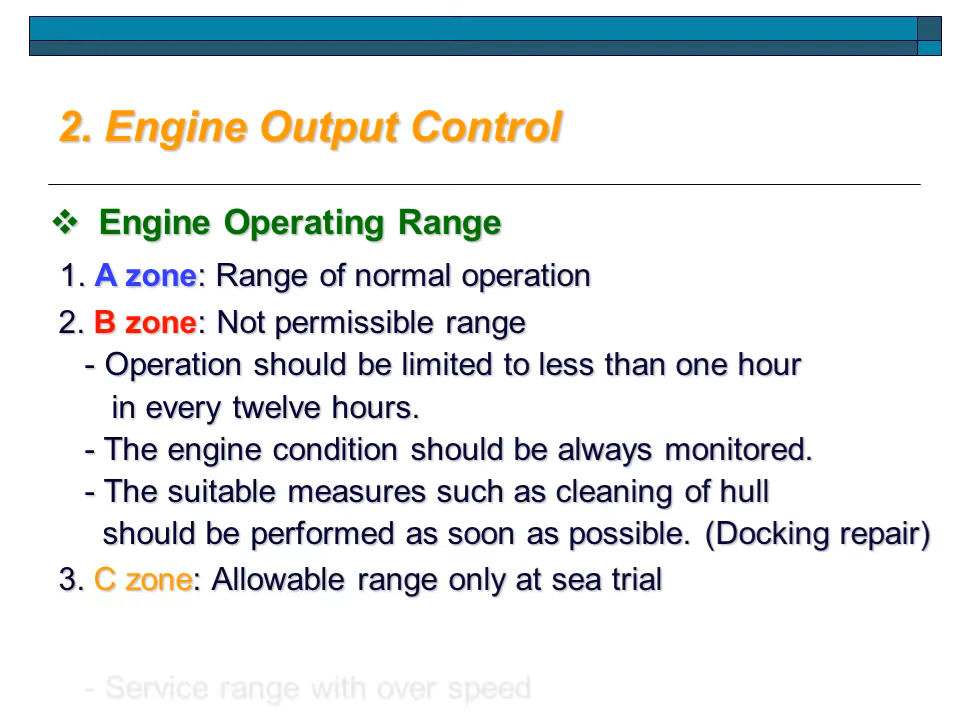 2. Engine Output Control
❖ Engine Operating Range
1. A zone: Range of normal operation
2. B zone: Not permissible range
- Operation should be limited to less than one hour
in every twelve hours.
- The engine condition should be always monitored.
- The suitable measures such as cleaning of hull
should be performed as soon as possible. (Docking repair)
3. C zone: Allowable range only at sea trial
- Service range with over speed